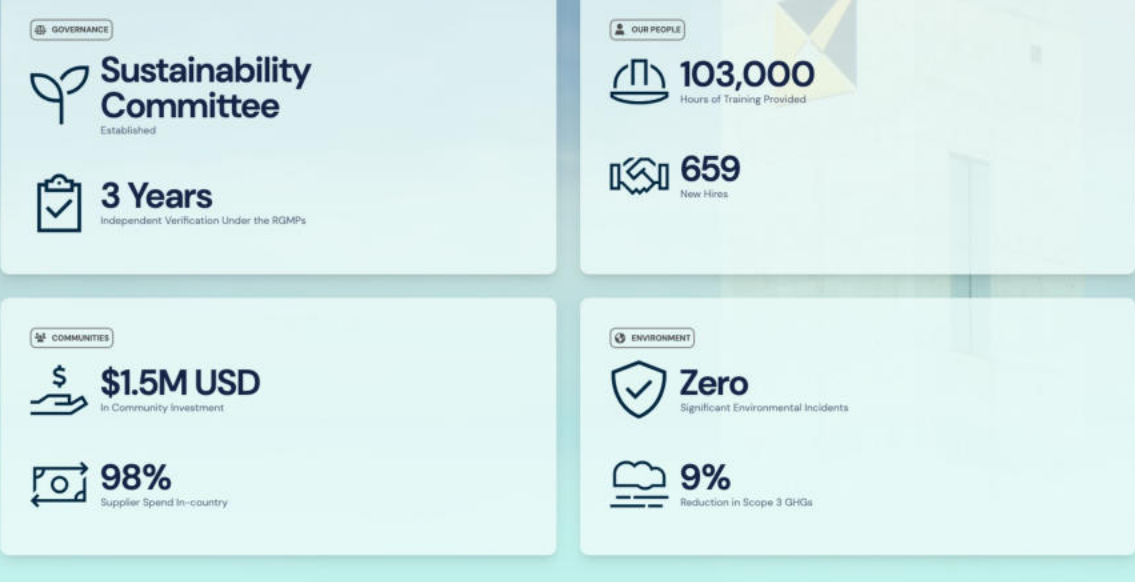 GOVERNANCE
Sustainability
Committee
Established
3 Years
Independent Verification Under the RGMPs
OUR PEOPLE
103,000
Hours of Training Provided
659
New Hires
COMMUNITIES
$1.5M USD
In Community Investment
98%
Supplier Spend In-country
ENVIRONMENT
Zero
Significant Environmental Incidents
9%
Reduction in Scope 3 GHGs